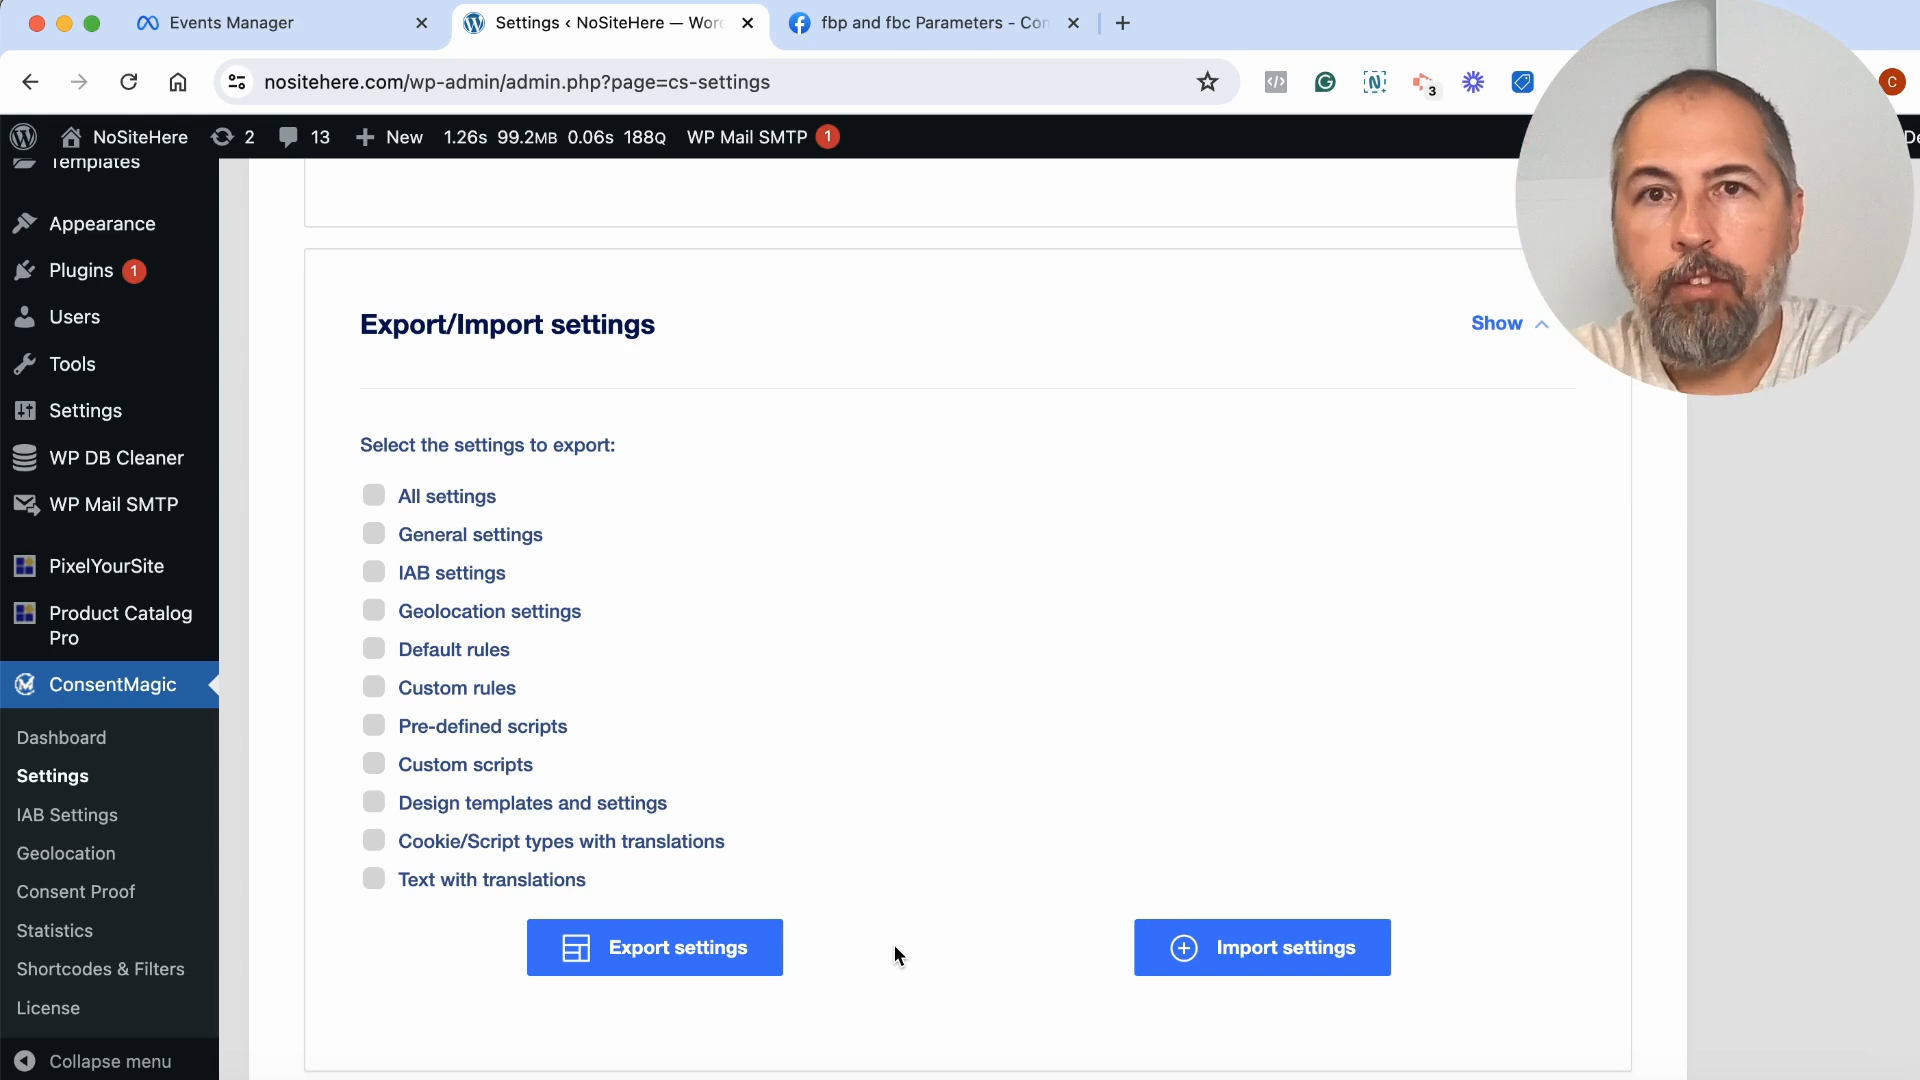 Events Manager
Settings ‹ NoSiteHere — Wor
fbp and fbc Parameters - Con
nositehere.com/wp-admin/admin.php?page=cs-settings
3
C
NoSiteHere
2
13
New
1.26s 99.2MB 0.06s 188Q
WP Mail SMTP
1
De
Templates
Appearance
Plugins
1
Users
Tools
Settings
WP DB Cleaner
WP Mail SMTP
PixelYourSite
Product Catalog
Pro
ConsentMagic
Dashboard
Settings
IAB Settings
Geolocation
Consent Proof
Statistics
Shortcodes & Filters
License
Collapse menu
Export/Import settings
Show
Select the settings to export:
All settings
General settings
IAB settings
Geolocation settings
Default rules
Custom rules
Pre-defined scripts
Custom scripts
Design templates and settings
Cookie/Script types with translations
Text with translations
Export settings
Import settings